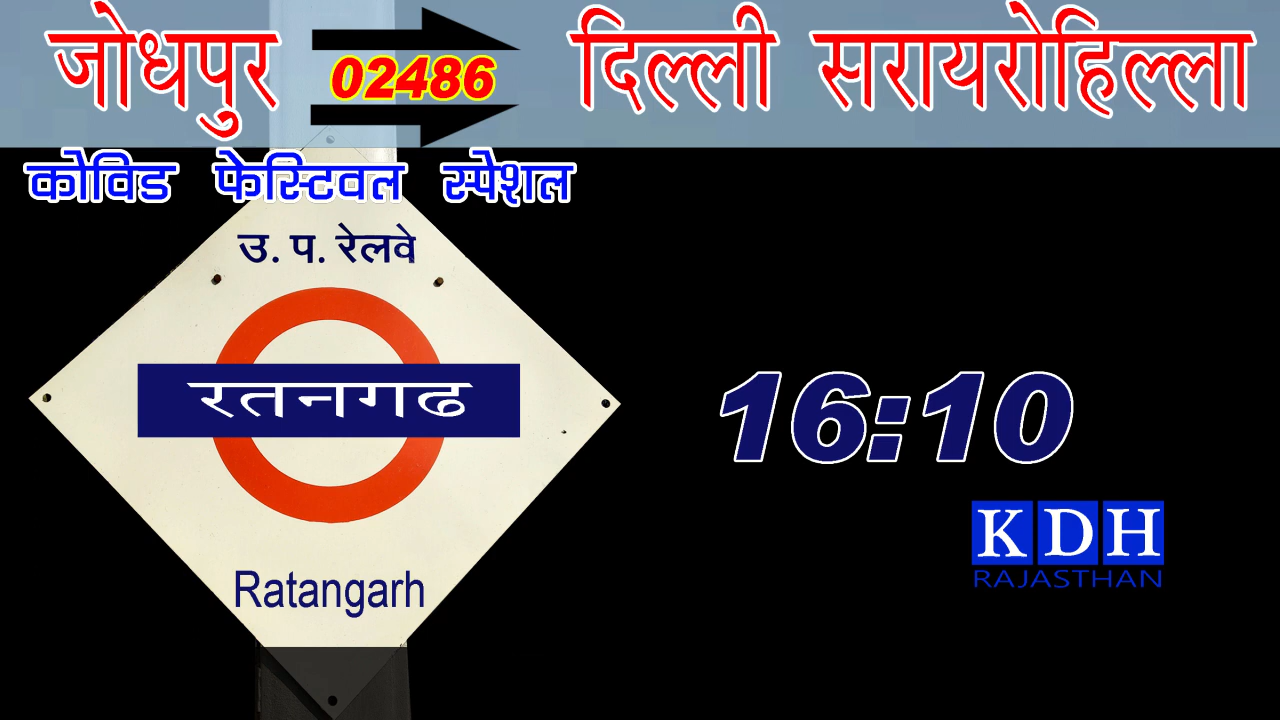 जोधपुर 02486 दिल्ली सरायरोहिल्ला
कोविड फेस्टिवल स्पेशल
उ. प. रेलवे
रतनगढ
16:10
KDH
RAJASTHAN
Ratangarh